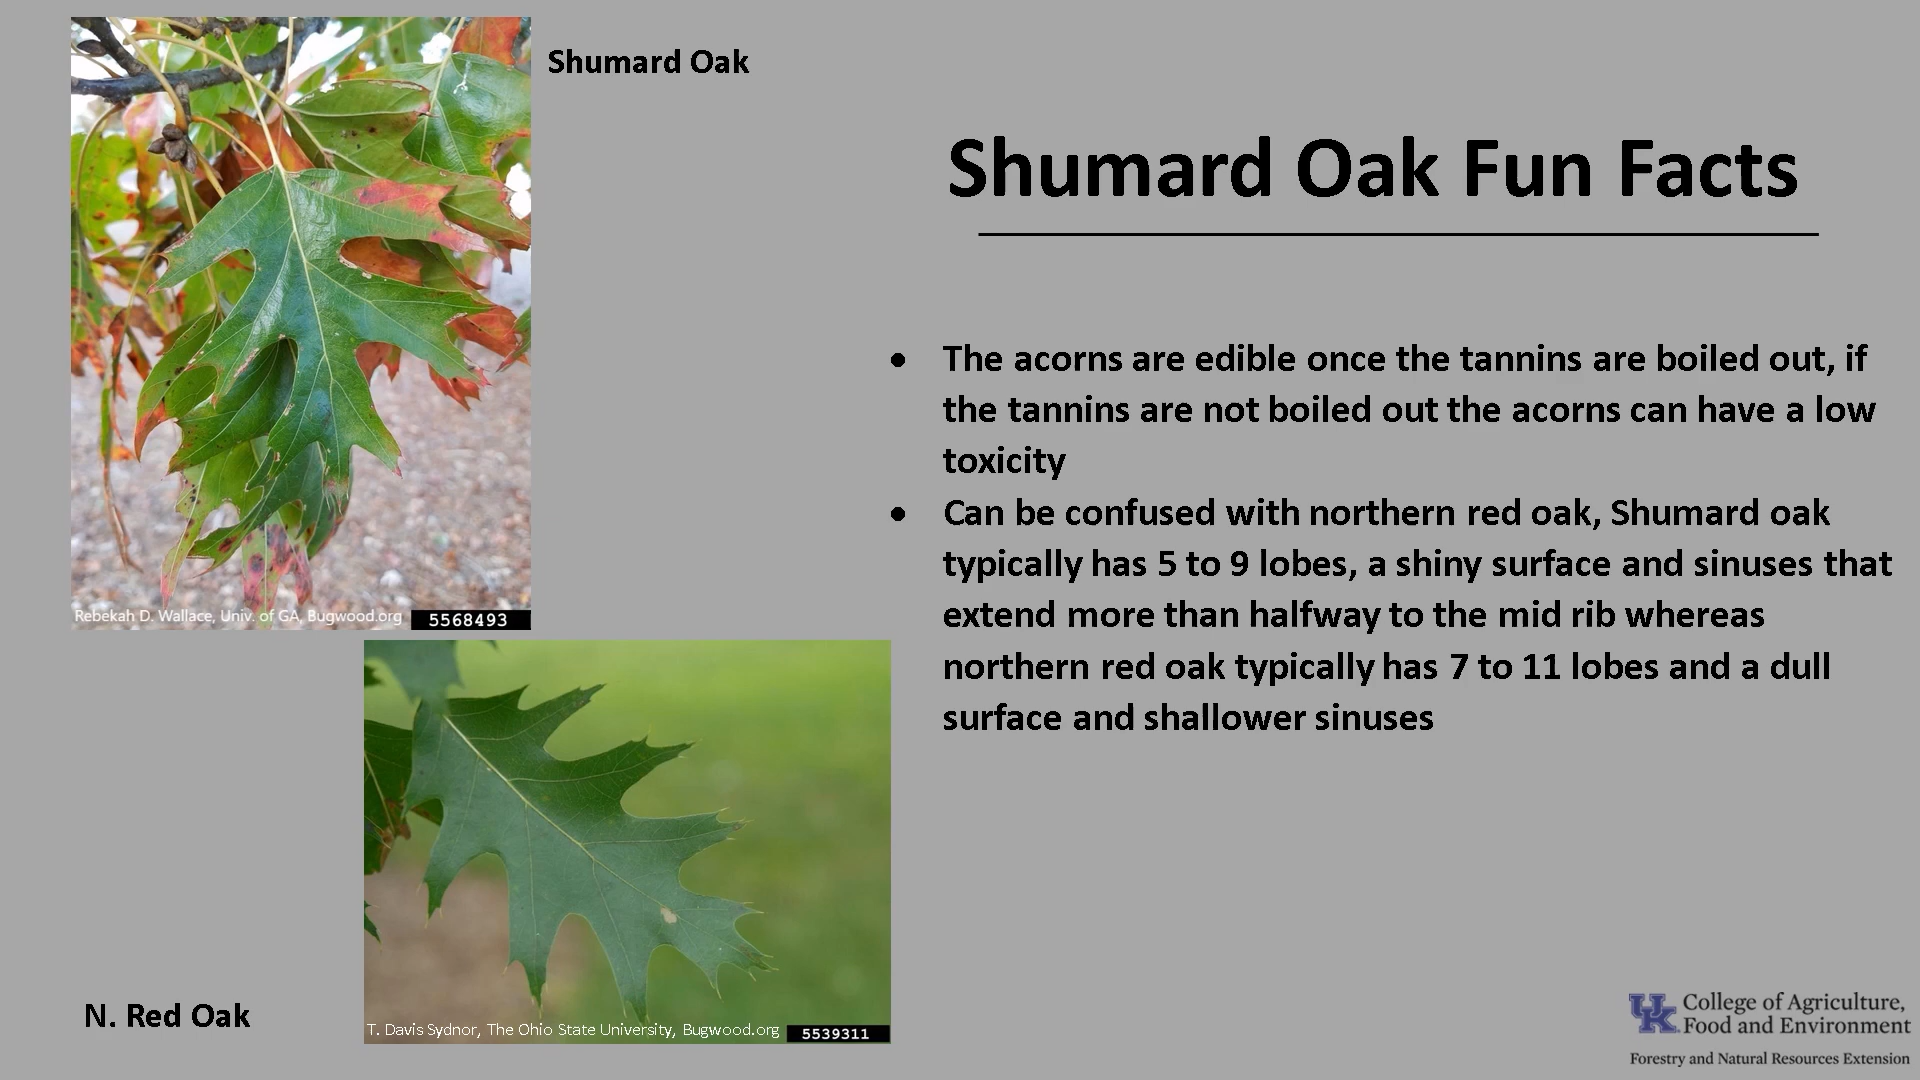 Shumard Oak
Shumard Oak Fun Facts
• The acorns are edible once the tannins are boiled out, if
the tannins are not boiled out the acorns can have a low
toxicity
• Can be confused with northern red oak, Shumard oak
typically has 5 to 9 lobes, a shiny surface and sinuses that
extend more than halfway to the mid rib whereas
northern red oak typically has 7 to 11 lobes and a dull
surface and shallower sinuses
Rebekah D. Wallace, Univ. of GA, Bugwood.org
5568493
N. Red Oak
T. Davis Sydnor, The Ohio State University, Bugwood.org
5539311
UK College of Agriculture,
Food and Environment
Forestry and Natural Resources Extension